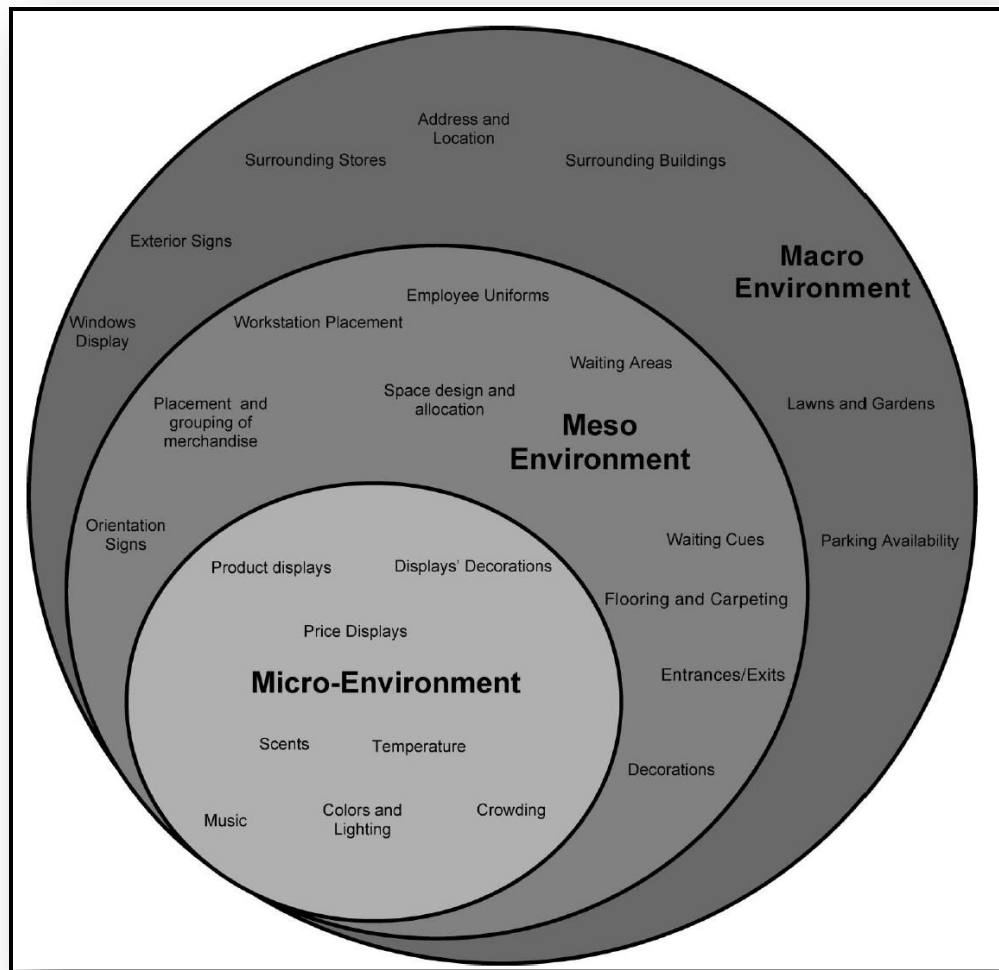 Address and
Location
Surrounding Stores
Surrounding Buildings
Exterior Signs
Macro
Environment
Windows
Display
Lawns and Gardens
Parking Availability
Employee Uniforms
Workstation Placement
Waiting Areas
Space design and
allocation
Placement and
grouping of
merchandise
Meso
Environment
Orientation
Signs
Waiting Cues
Flooring and Carpeting
Entrances/Exits
Decorations
Product displays
Displays' Decorations
Price Displays
Micro-Environment
Scents
Temperature
Music
Colors and
Lighting
Crowding